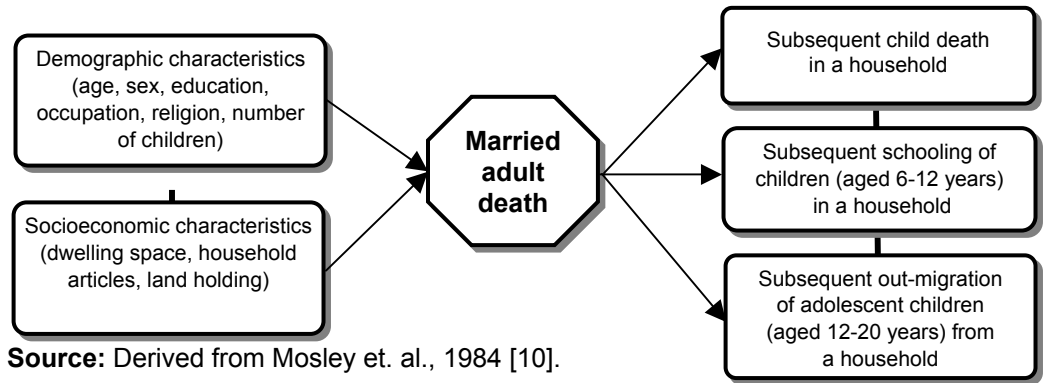 Demographic characteristics
(age, sex, education,
occupation, religion, number
of children)
Socioeconomic characteristics
(dwelling space, household
articles, land holding)
Married
adult
death
Subsequent child death
in a household
Subsequent schooling of
children (aged 6-12 years)
in a household
Subsequent out-migration
of adolescent children
(aged 12-20 years) from
a household
Source: Derived from Mosley et. al., 1984 [10].